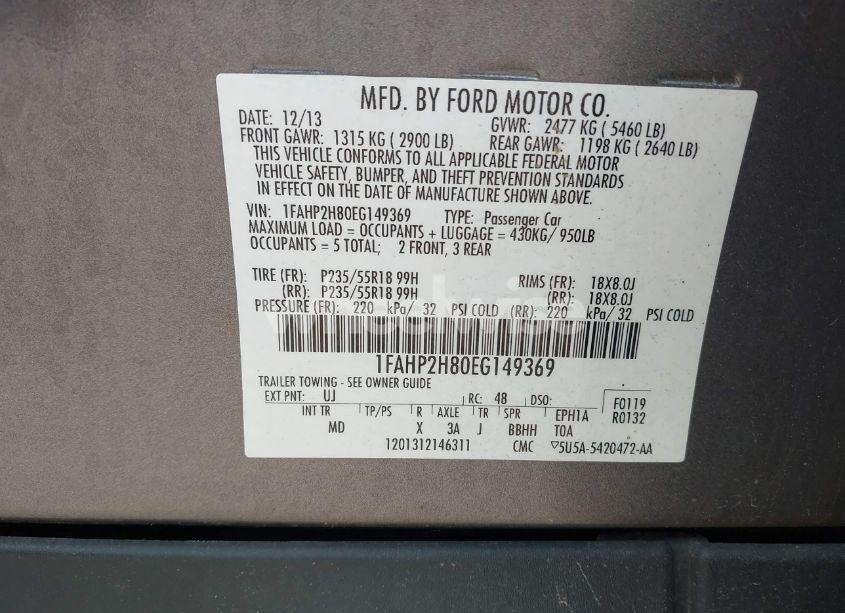 MFD. BY FORD MOTOR CO.
DATE: 12/13 GVWR: 2477 KG ( 5460 LB)
FRONT GAWR: 1315 KG ( 2900 LB) REAR GAWR: 1198 KG ( 2640 LB)
THIS VEHICLE CONFORMS TO ALL APPLICABLE FEDERAL MOTOR
VEHICLE SAFETY, BUMPER, AND THEFT PREVENTION STANDARDS
IN EFFECT ON THE DATE OF MANUFACTURE SHOWN ABOVE.
VIN: 1FAHP2H80EG149369 TYPE: Passenger Car
MAXIMUM LOAD = OCCUPANTS + LUGGAGE = 430KG/ 950LB
OCCUPANTS = 5 TOTAL; 2 FRONT, 3 REAR
TIRE (FR): P235/55R18 99H RIMS (FR): 18X8.0J
(RR): P235/55R18 99H (RR): 18X8.0J
PRESSURE (FR): 220 kPa/ 32 PSI COLD (RR): 220 kPa/ 32 PSI COLD
1FAHP2H80EG149369
TRAILER TOWING - SEE OWNER GUIDE
EXT PNT: UJ RC: 48 DSO: F0119
INT TR TP/PS R AXLE TR SPR EPH1A R0132
MD X 3A J BBHH TOA
1201312146311 CMC 5U5A-5420472-AA